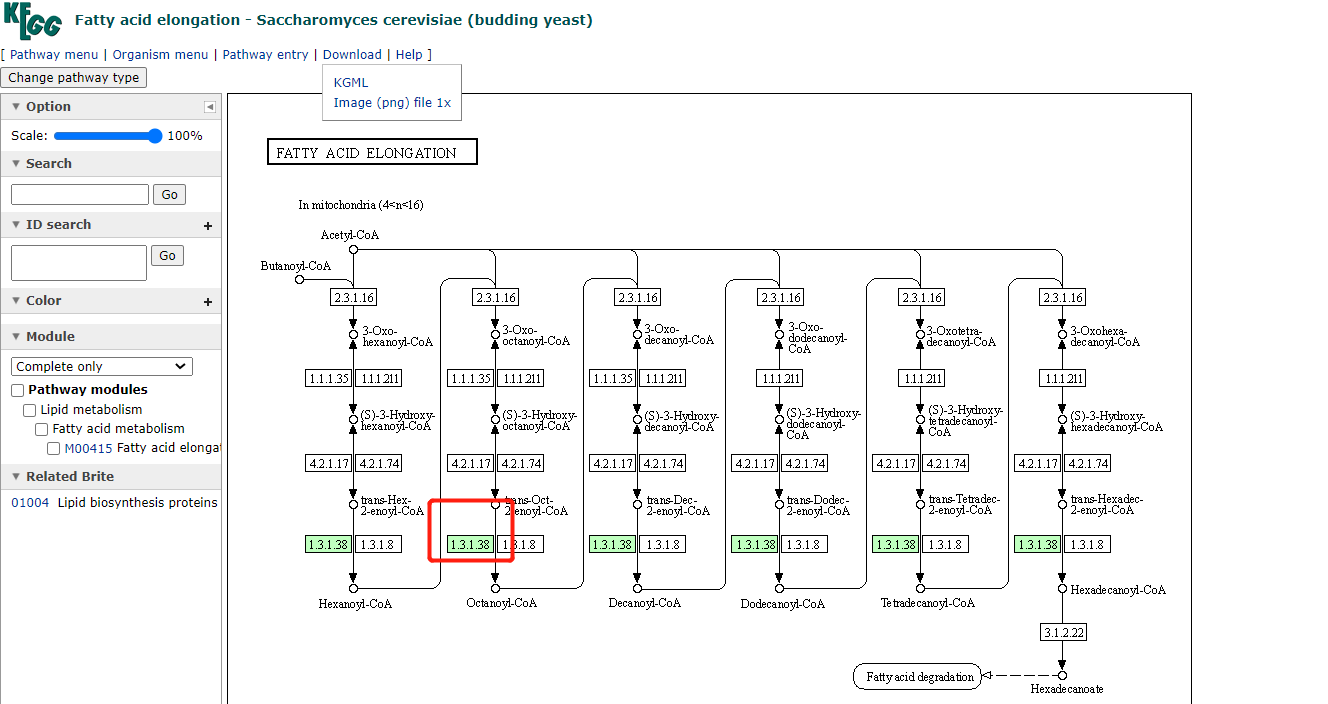 KEGG
Fatty acid elongation - Saccharomyces cerevisiae (budding yeast)
[ Pathway menu | Organism menu | Pathway entry | Download | Help ]
Change pathway type
KGML
Image (png) file 1x
▼ Option
Scale: 100%
▼ Search
Go
▼ ID search +
Go
▼ Color +
▼ Module
Complete only
Pathway modules
Lipid metabolism
Fatty acid metabolism
M00415 Fatty acid elongat
▼ Related Brite
01004 Lipid biosynthesis proteins
FATTY ACID ELONGATION
In mitochondria (4<n<16)
Acetyl-CoA
Butanoyl-CoA
2.3.1.16 2.3.1.16 2.3.1.16 2.3.1.16 2.3.1.16 2.3.1.16
3-Oxo-
hexanoyl-CoA
3-Oxo-
octanoyl-CoA
3-Oxo-
decanoyl-CoA
3-Oxo-
dodecanoyl-
CoA
3-Oxotetra-
decanoyl-CoA
3-Oxohexa-
decanoyl-CoA
1.1.1.35 1.1.1.211 1.1.1.35 1.1.1.211 1.1.1.35 1.1.1.211 1.1.1.211 1.1.1.211 1.1.1.211
(S)-3-Hydroxy-
hexanoyl-CoA
(S)-3-Hydroxy-
octanoyl-CoA
(S)-3-Hydroxy-
decanoyl-CoA
(S)-3-Hydroxy-
dodecanoyl-
CoA
(S)-3-Hydroxy-
tetradecanoyl-
CoA
(S)-3-Hydroxy-
hexadecanoyl-CoA
4.2.1.17 4.2.1.74 4.2.1.17 4.2.1.74 4.2.1.17 4.2.1.74 4.2.1.17 4.2.1.74 4.2.1.17 4.2.1.74 4.2.1.17 4.2.1.74
trans-Hex-
2-enoyl-CoA
trans-Oct-
2-enoyl-CoA
trans-Dec-
2-enoyl-CoA
trans-Dodec-
2-enoyl-CoA
trans-Tetradec-
2-enoyl-CoA
trans-Hexadec-
2-enoyl-CoA
1.3.1.38 1.3.1.8 1.3.1.38 1.3.1.8 1.3.1.38 1.3.1.8 1.3.1.38 1.3.1.8 1.3.1.38 1.3.1.8 1.3.1.38 1.3.1.8
Hexanoyl-CoA
Octanoyl-CoA
Decanoyl-CoA
Dodecanoyl-CoA
Tetradecanoyl-CoA
Hexadecanoyl-CoA
3.1.2.22
Fatty acid degradation
Hexadecanoate